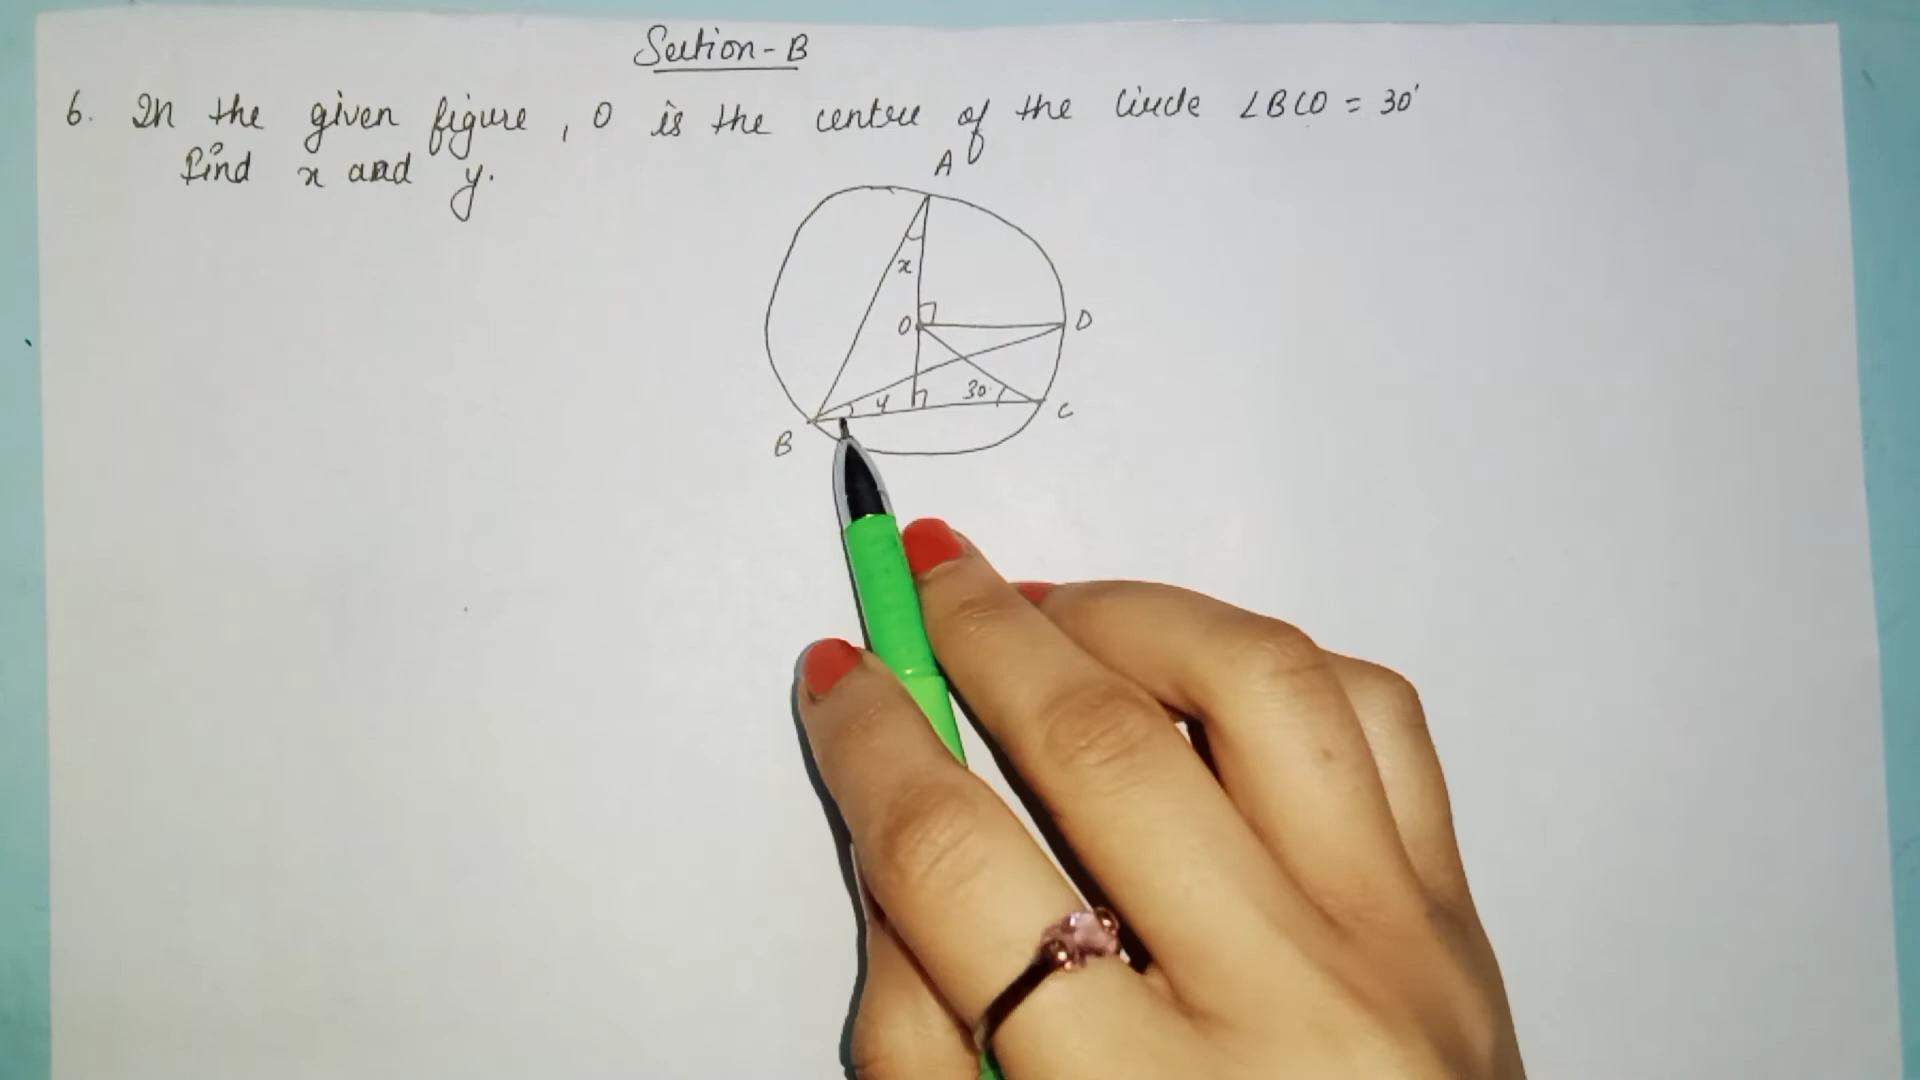 Section-B
6. In the given figure, O is the centre of the circle ∠BCO = 30°
Find x and y.
A
x
O
D
30°
y
C
B